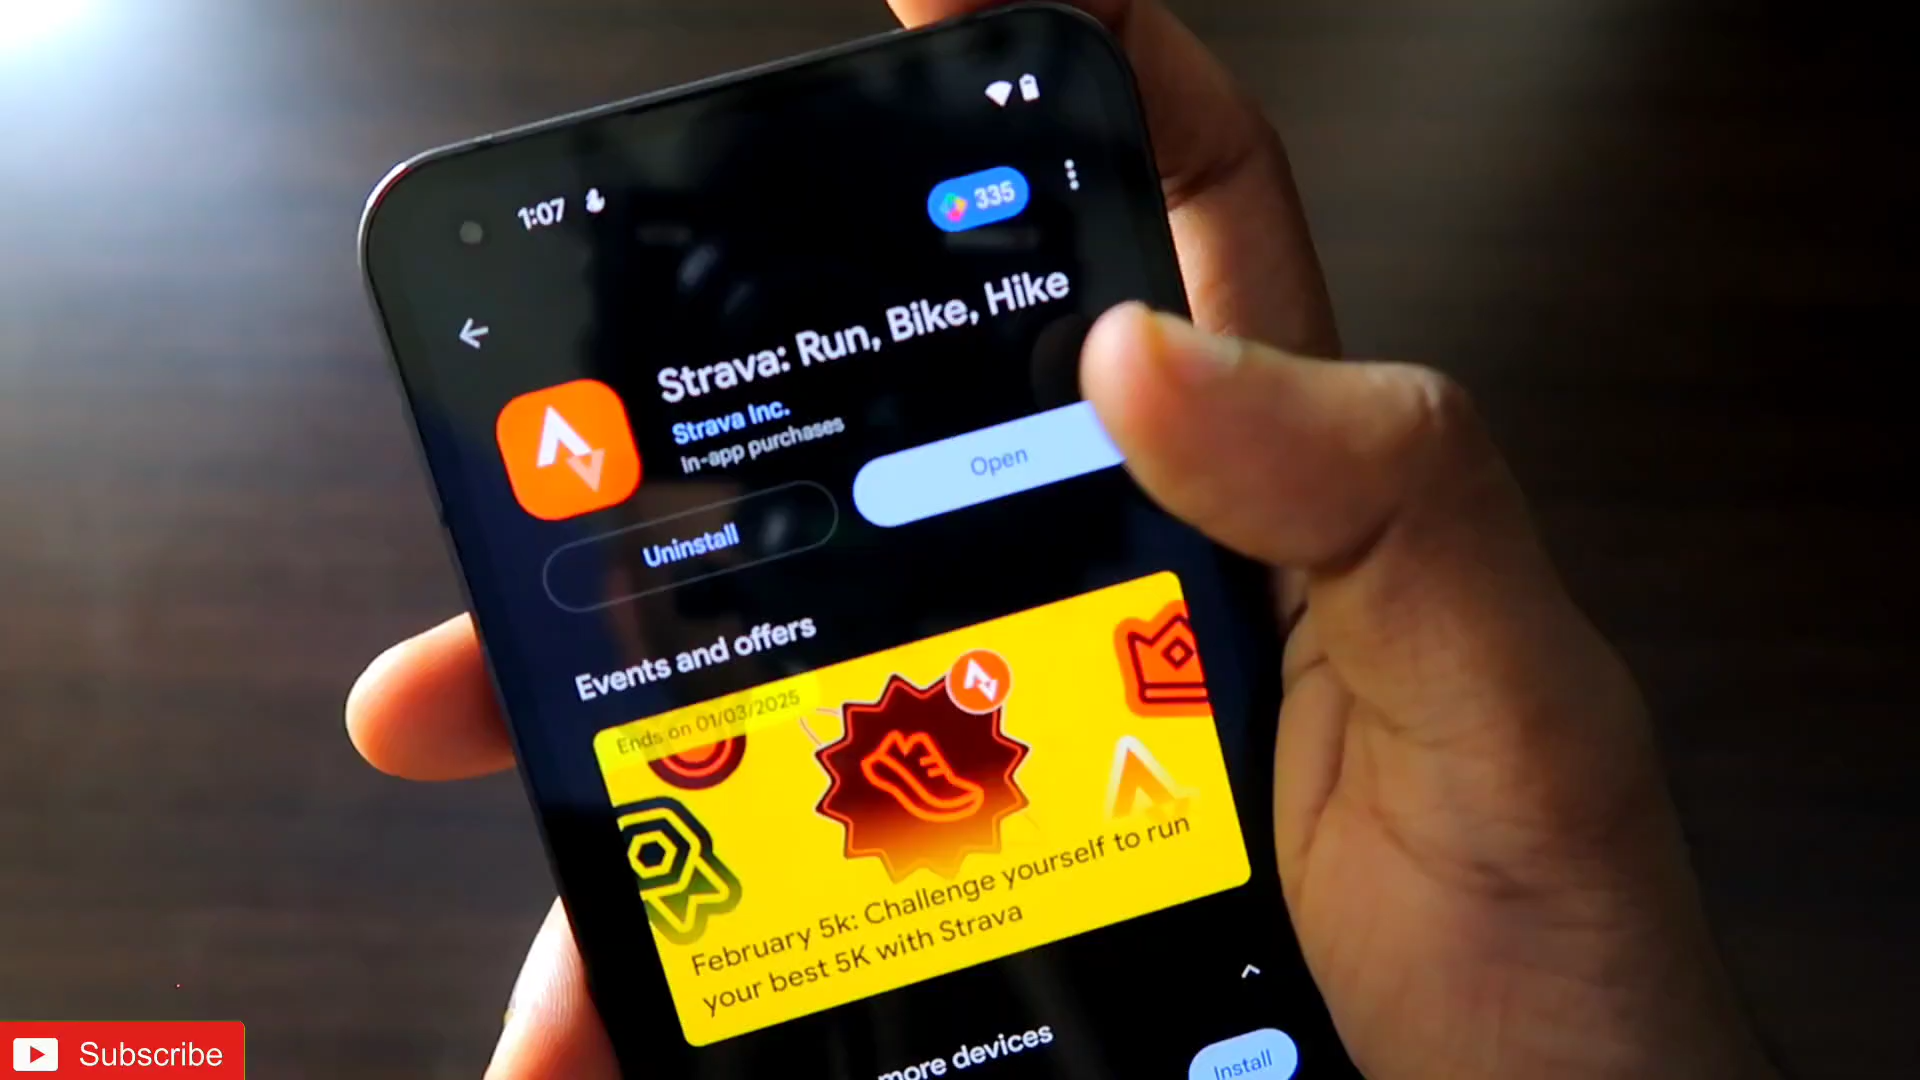 1:07
335
Strava: Run, Bike, Hike
Strava Inc.
In-app purchases
Uninstall
Open
Events and offers
Ends on 01/03/2025
February 5k: Challenge yourself to run
your best 5K with Strava
more devices
Install
Subscribe